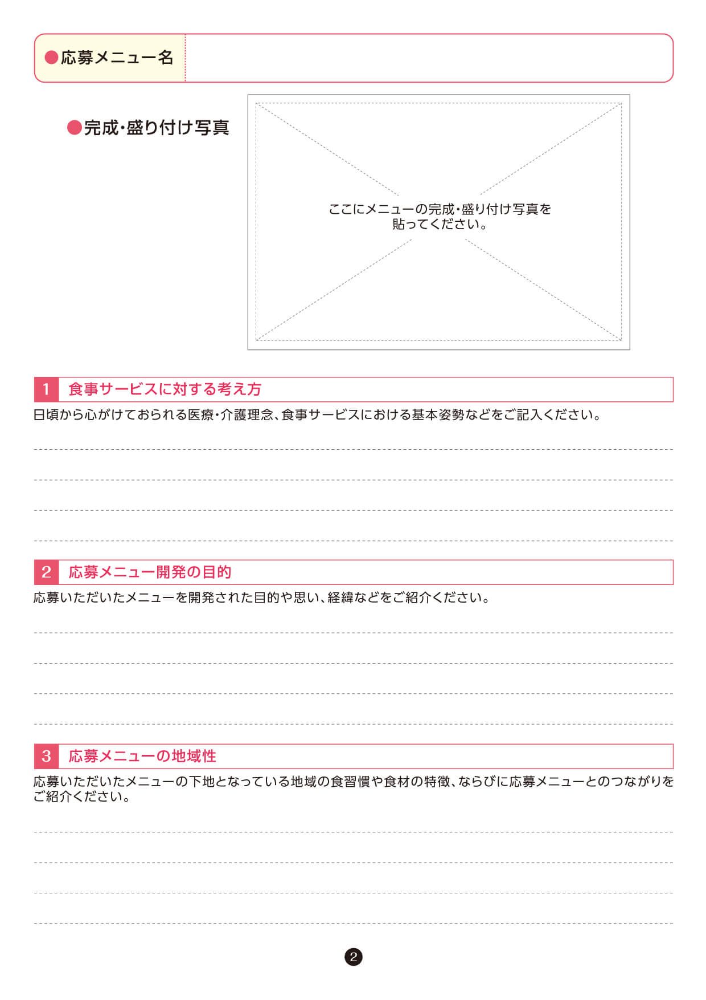 ●応募メニュー名
●完成・盛り付け写真
ここにメニューの完成・盛り付け写真を
貼ってください。
1 食事サービスに対する考え方
日頃から心がけておられる医療・介護理念、食事サービスにおける基本姿勢などをご記入ください。
2 応募メニュー開発の目的
応募いただいたメニューを開発された目的や思い、経緯などをご紹介ください。
3 応募メニューの地域性
応募いただいたメニューの下地となっている地域の食習慣や食材の特徴、ならびに応募メニューとのつながりを
ご紹介ください。
2